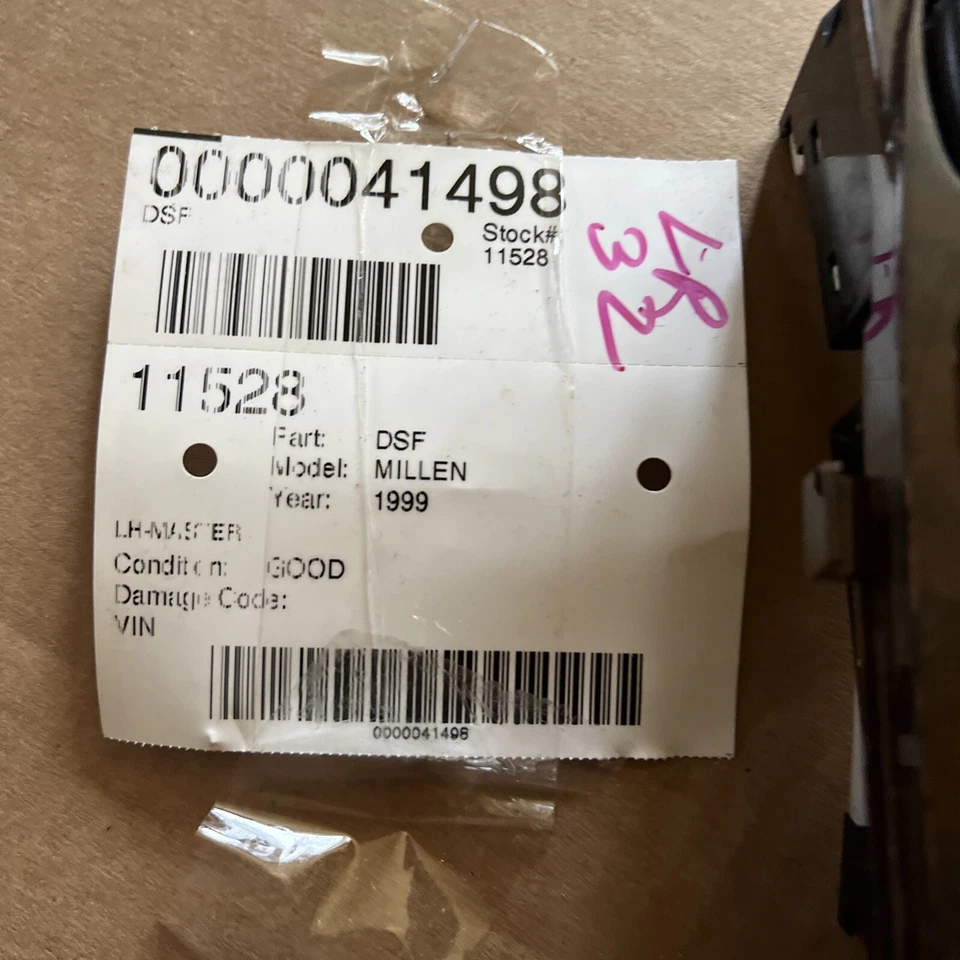 0000041498
DSF
Stock#
11528
11528
Part: DSF
Model: MILLEN
Year: 1999
LH-MASTER
Condition: GOOD
Damage Code:
VIN
0000041498